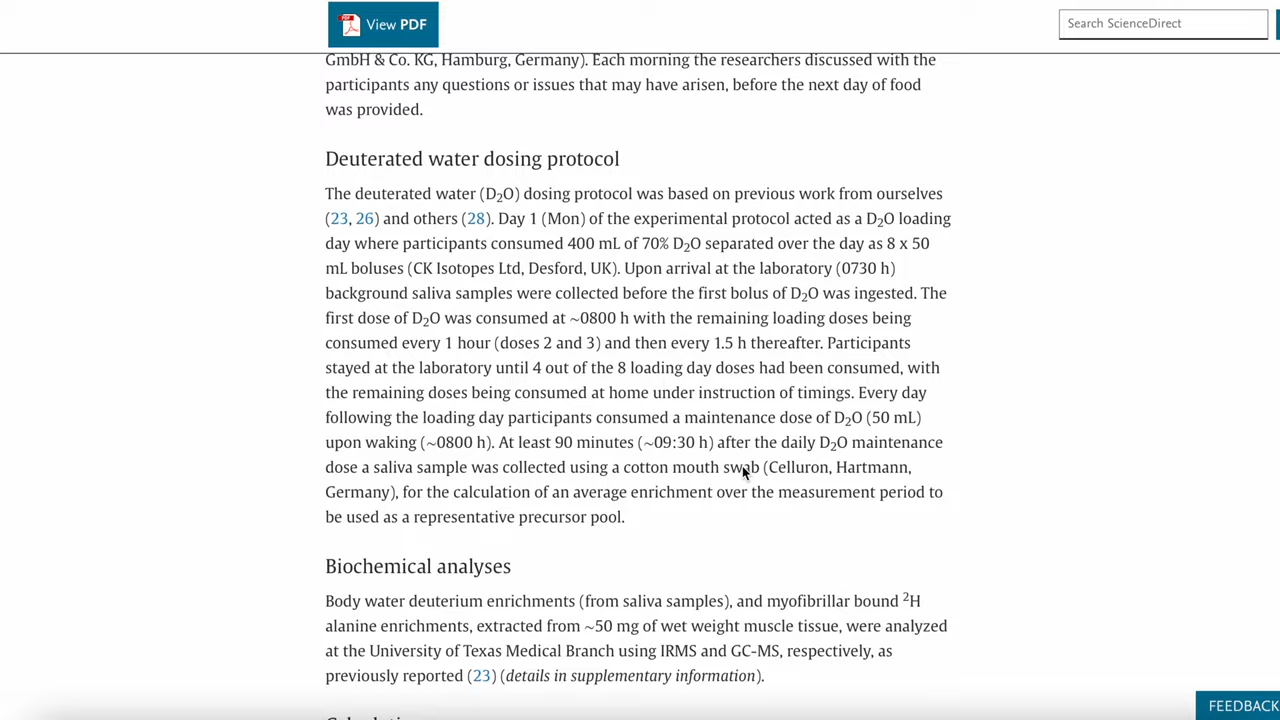 View PDF
Search ScienceDirect
GmbH & Co. KG, Hamburg, Germany). Each morning the researchers discussed with the
participants any questions or issues that may have arisen, before the next day of food
was provided.
Deuterated water dosing protocol
The deuterated water (D₂O) dosing protocol was based on previous work from ourselves
(23, 26) and others (28). Day 1 (Mon) of the experimental protocol acted as a D₂O loading
day where participants consumed 400 mL of 70% D₂O separated over the day as 8 x 50
mL boluses (CK Isotopes Ltd, Desford, UK). Upon arrival at the laboratory (0730 h)
background saliva samples were collected before the first bolus of D₂O was ingested. The
first dose of D₂O was consumed at ~0800 h with the remaining loading doses being
consumed every 1 hour (doses 2 and 3) and then every 1.5 h thereafter. Participants
stayed at the laboratory until 4 out of the 8 loading day doses had been consumed, with
the remaining doses being consumed at home under instruction of timings. Every day
following the loading day participants consumed a maintenance dose of D₂O (50 mL)
upon waking (~0800 h). At least 90 minutes (~09:30 h) after the daily D₂O maintenance
dose a saliva sample was collected using a cotton mouth swab (Celluron, Hartmann,
Germany), for the calculation of an average enrichment over the measurement period to
be used as a representative precursor pool.
Biochemical analyses
Body water deuterium enrichments (from saliva samples), and myofibrillar bound ²H
alanine enrichments, extracted from ~50 mg of wet weight muscle tissue, were analyzed
at the University of Texas Medical Branch using IRMS and GC-MS, respectively, as
previously reported (23) (details in supplementary information).
FEEDBACK